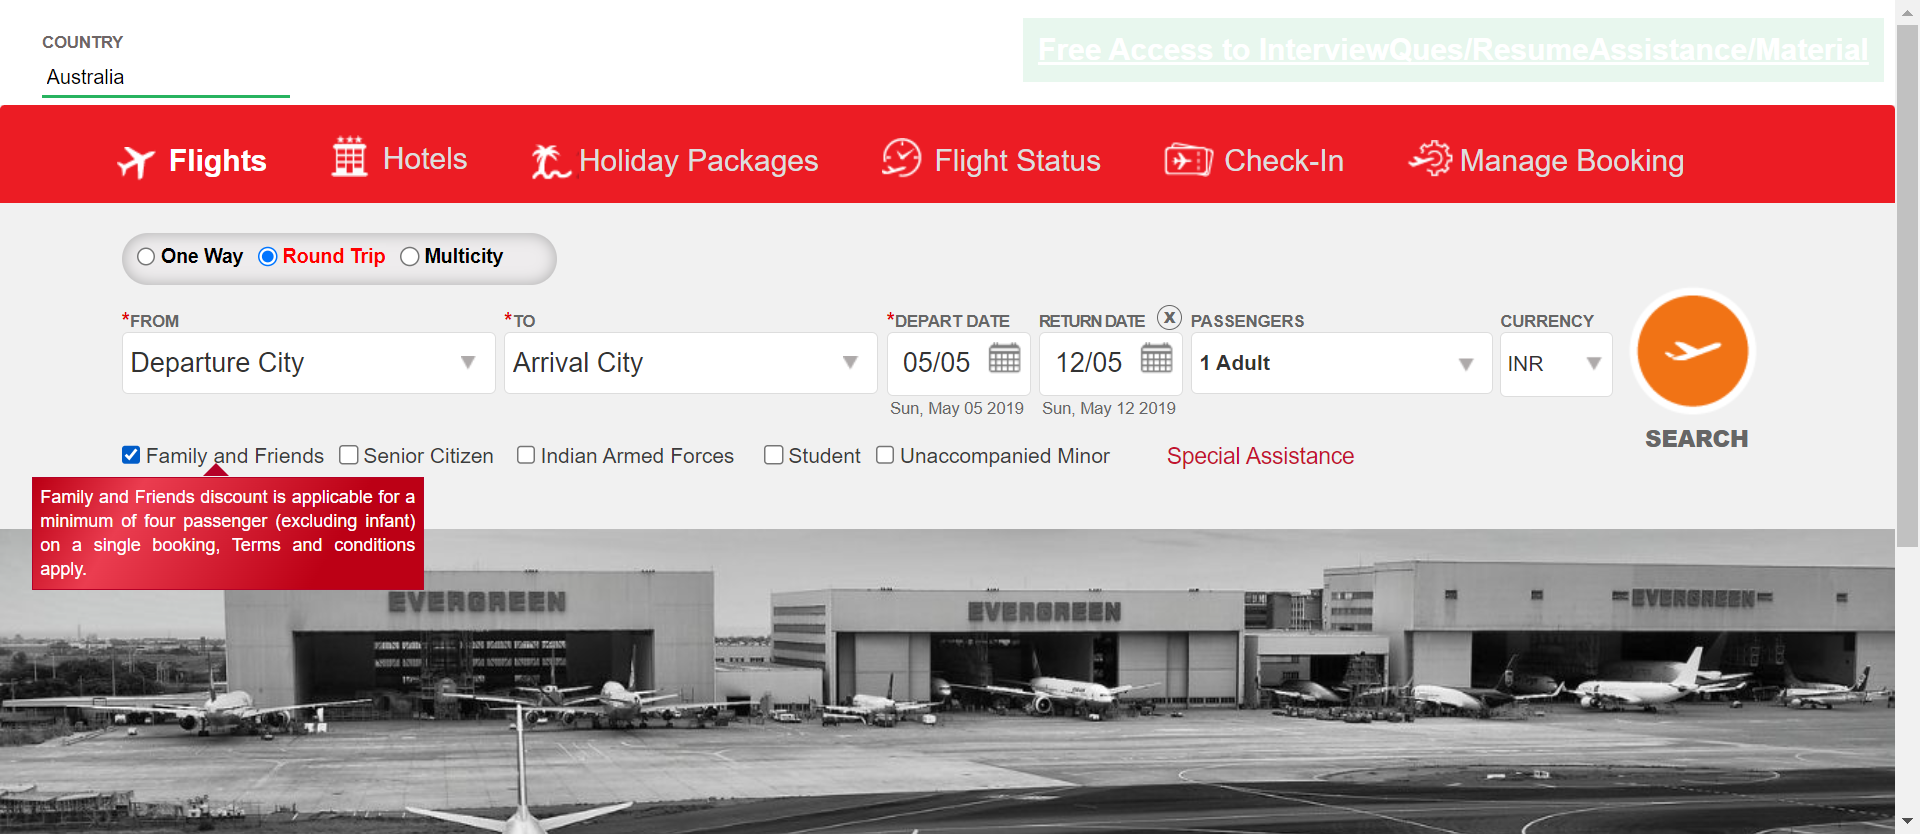 COUNTRY
Australia
Free Access to InterviewQues/ResumeAssistance/Material
Flights
Hotels
Holiday Packages
Flight Status
Check-In
Manage Booking
One Way
Round Trip
Multicity
*FROM
*TO
*DEPART DATE
RETURN DATE
X
PASSENGERS
CURRENCY
Departure City
Arrival City
05/05
12/05
1 Adult
INR
Sun, May 05 2019
Sun, May 12 2019
SEARCH
Family and Friends
Senior Citizen
Indian Armed Forces
Student
Unaccompanied Minor
Special Assistance
Family and Friends discount is applicable for a
minimum of four passenger (excluding infant)
on a single booking, Terms and conditions
apply.
EVERGREEN
EVERGREEN
EVERGREEN